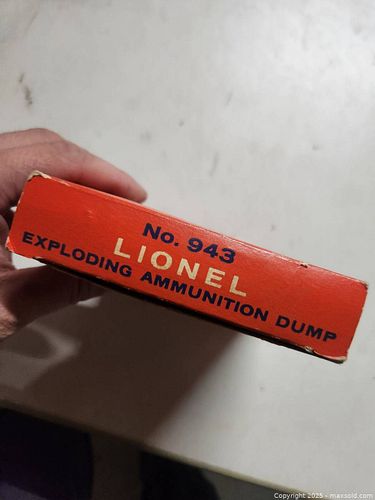 No. 943
LIONEL
EXPLODING AMMUNITION DUMP
Copyright 2025 - maxsold.com